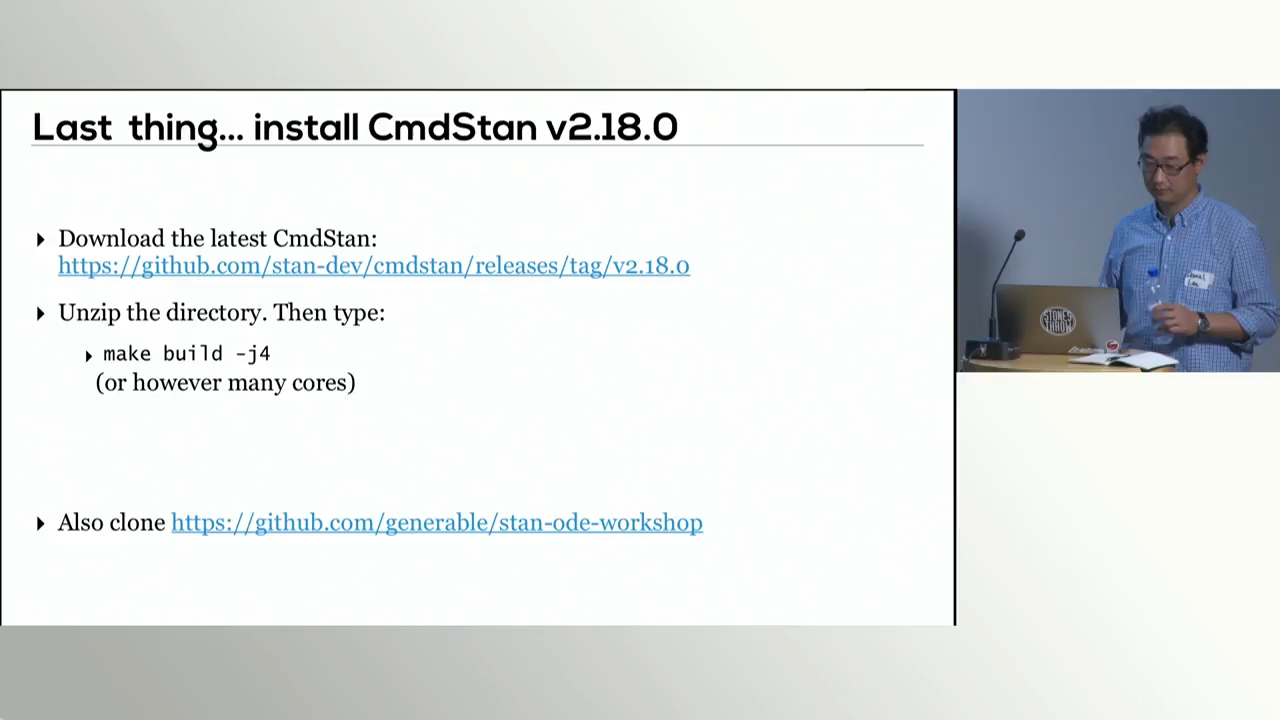 Last thing... install CmdStan v2.18.0
Download the latest CmdStan:
https://github.com/stan-dev/cmdstan/releases/tag/v2.18.0
Unzip the directory. Then type:
make build -j4
(or however many cores)
Also clone https://github.com/generable/stan-ode-workshop
STONES
THROW